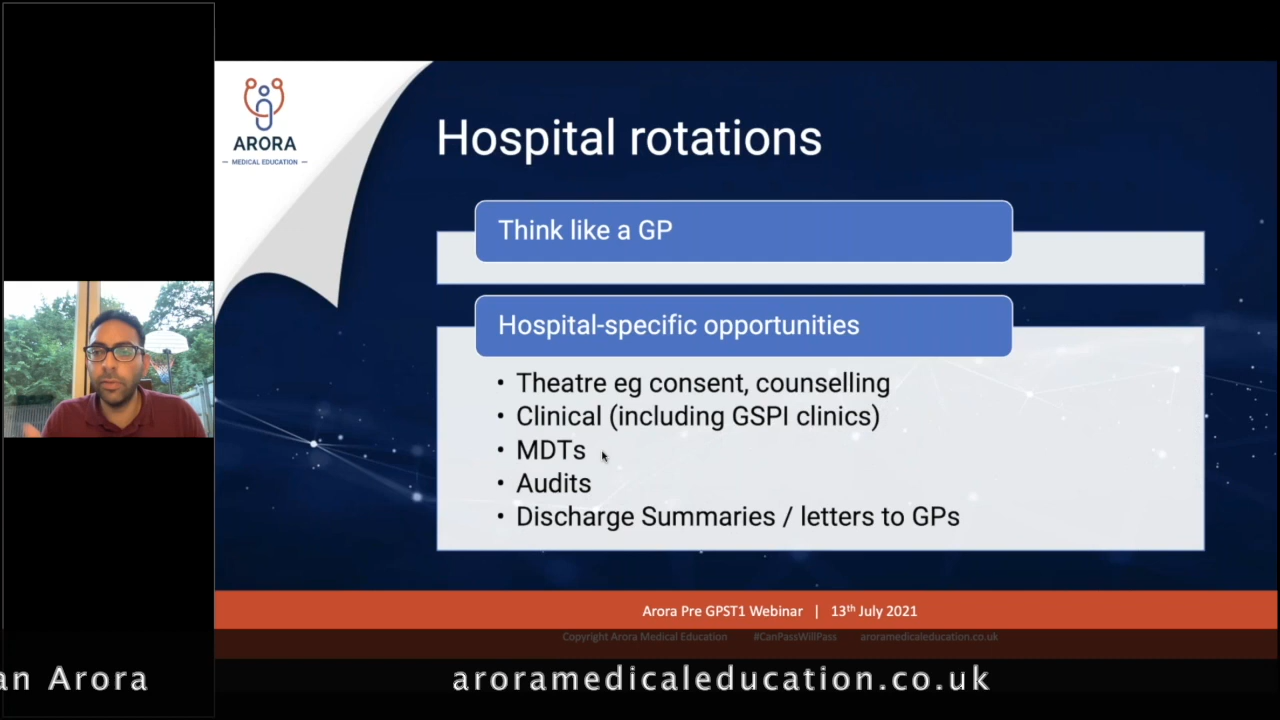 ARORA
MEDICAL EDUCATION
Hospital rotations
Think like a GP
Hospital-specific opportunities
• Theatre eg consent, counselling
• Clinical (including GSPI clinics)
• MDTs
• Audits
• Discharge Summaries / letters to GPs
Arora Pre GPST1 Webinar | 13th July 2021
Copyright Arora Medical Education #CanPassWillPass aroramedicaleducation.co.uk
an Arora aroramedicaleducation.co.uk